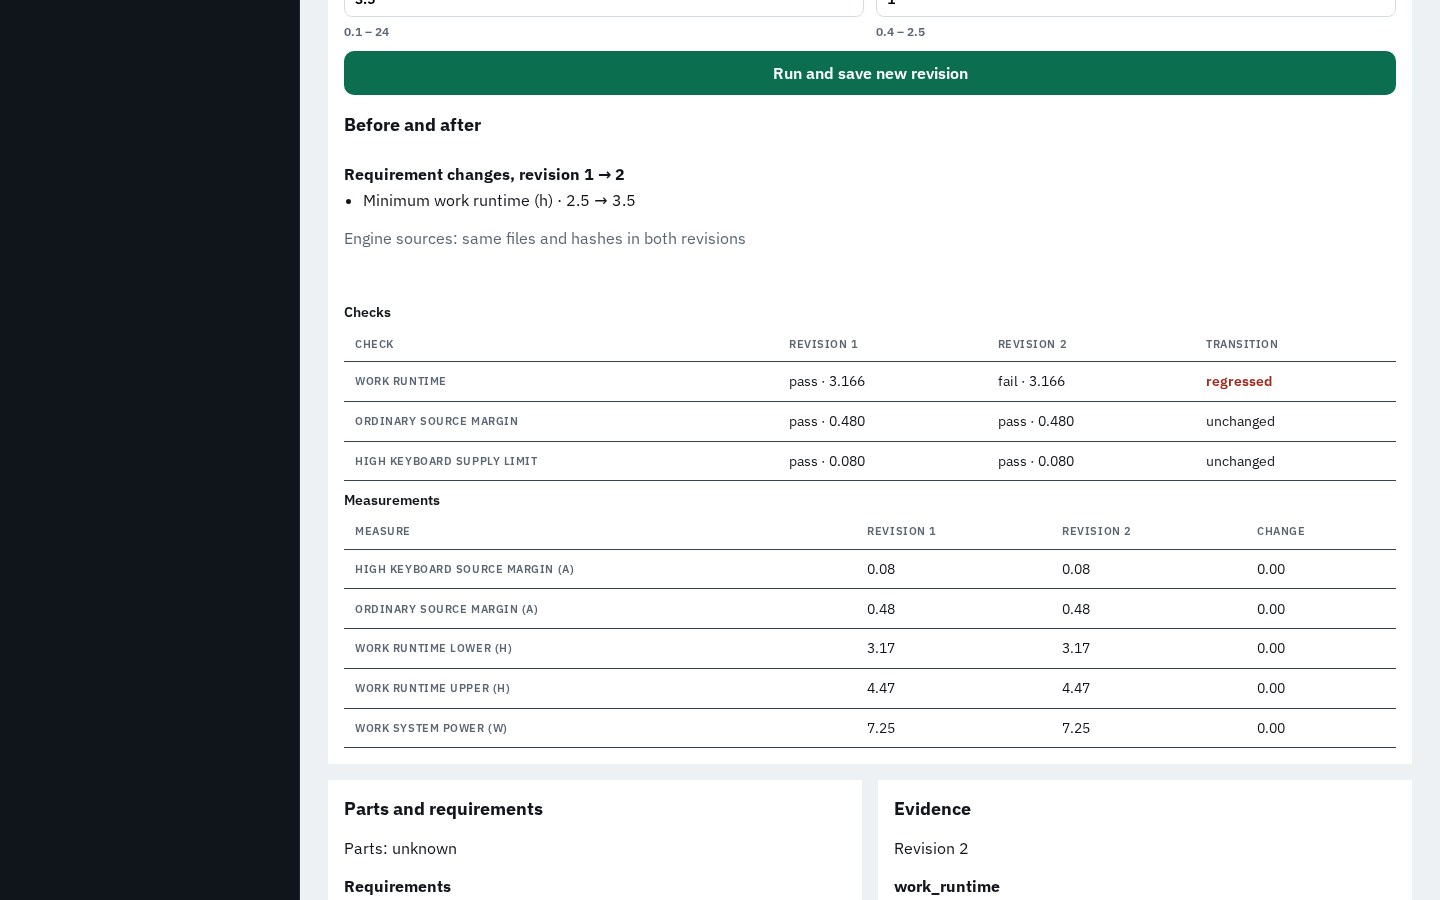 3.5 1
0.1 – 24 0.4 – 2.5
Run and save new revision
Before and after
Requirement changes, revision 1 → 2
• Minimum work runtime (h) · 2.5 → 3.5
Engine sources: same files and hashes in both revisions
Checks
CHECK REVISION 1 REVISION 2 TRANSITION
WORK RUNTIME pass · 3.166 fail · 3.166 regressed
ORDINARY SOURCE MARGIN pass · 0.480 pass · 0.480 unchanged
HIGH KEYBOARD SUPPLY LIMIT pass · 0.080 pass · 0.080 unchanged
Measurements
MEASURE REVISION 1 REVISION 2 CHANGE
HIGH KEYBOARD SOURCE MARGIN (A) 0.08 0.08 0.00
ORDINARY SOURCE MARGIN (A) 0.48 0.48 0.00
WORK RUNTIME LOWER (H) 3.17 3.17 0.00
WORK RUNTIME UPPER (H) 4.47 4.47 0.00
WORK SYSTEM POWER (W) 7.25 7.25 0.00
Parts and requirements
Parts: unknown
Requirements
Evidence
Revision 2
work_runtime